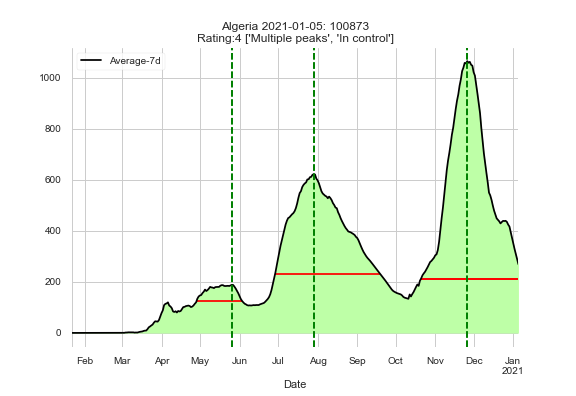 Algeria 2021-01-05: 100873
Rating:4 ['Multiple peaks', 'In control']
Average-7d
1000
800
600
400
200
0
Feb Mar Apr May Jun Jul Aug Sep Oct Nov Dec Jan
2021
Date